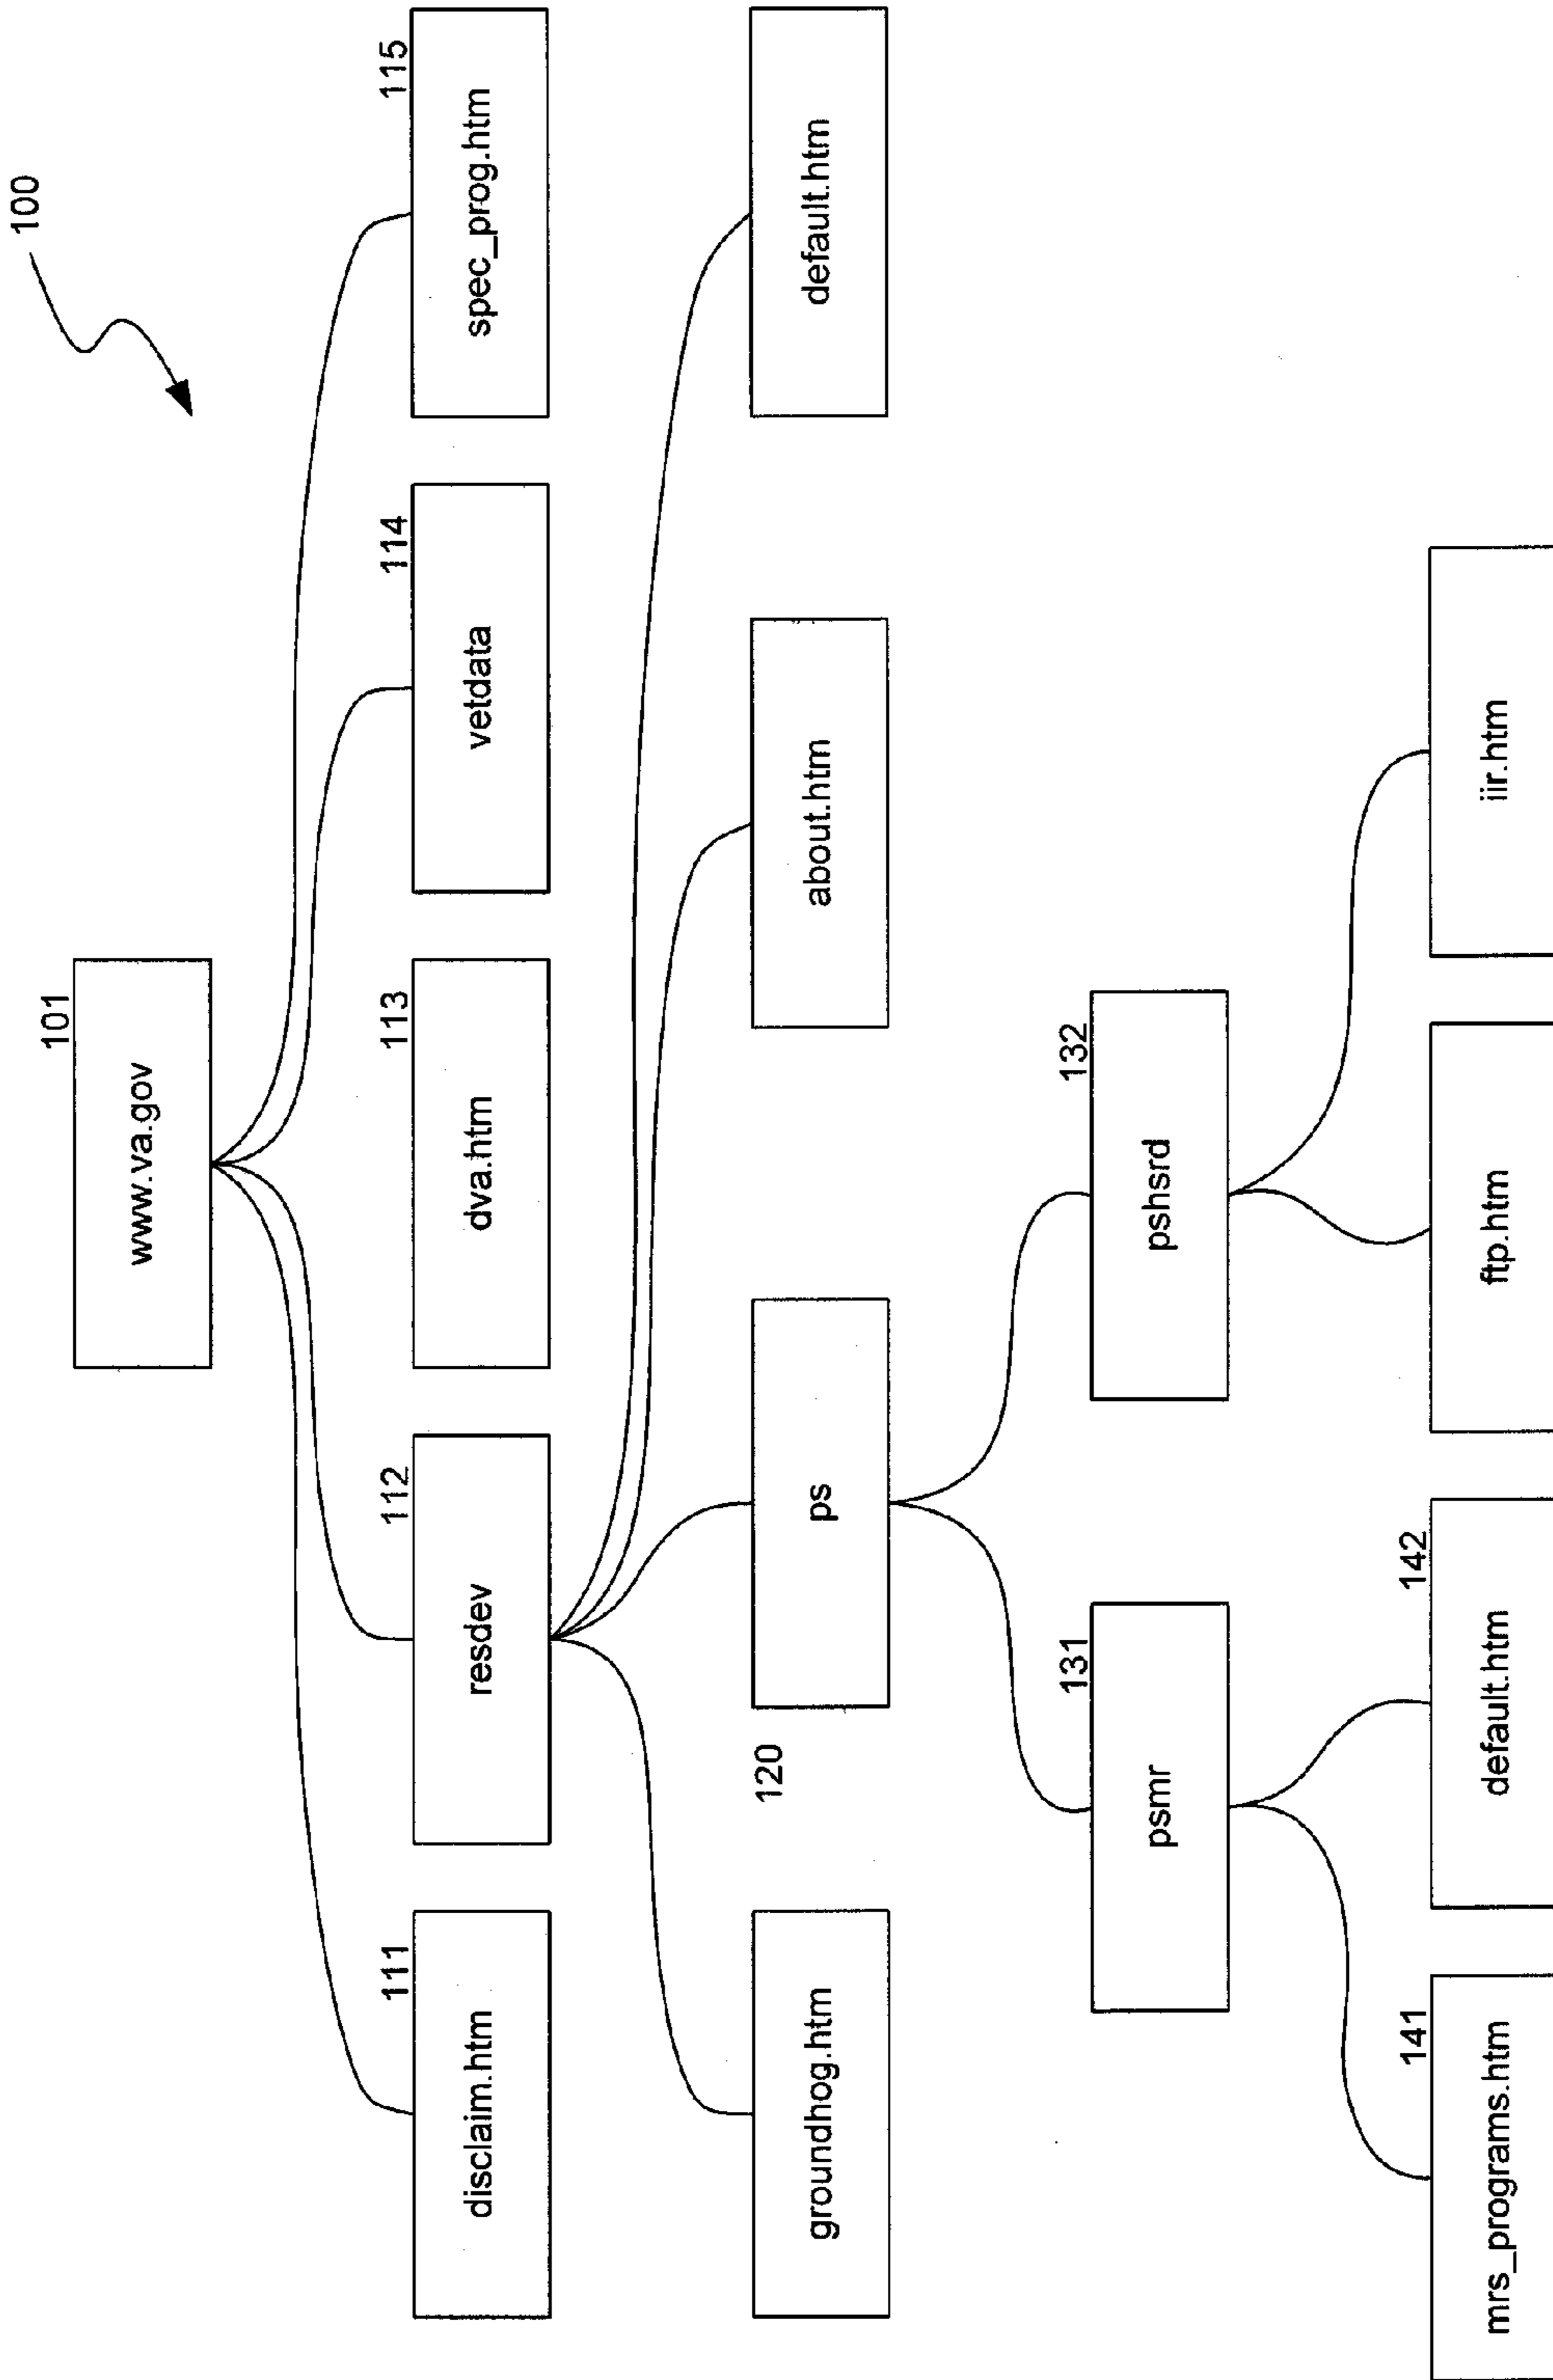 100
101
www.va.gov
111
disclaim.htm
112
resdev
113
dva.htm
114
vetdata
115
spec_prog.htm
groundhog.htm
120
ps
about.htm
default.htm
131
psmr
132
pshsrd
141
mrs_programs.htm
142
default.htm
ftp.htm
iir.htm